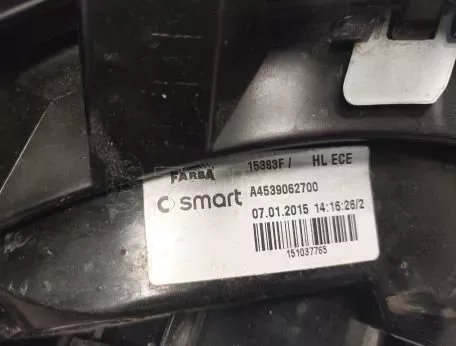 FARBA 15383F / HL ECE
smart A4539062700
07.01.2015 14:16:26/2
151037765